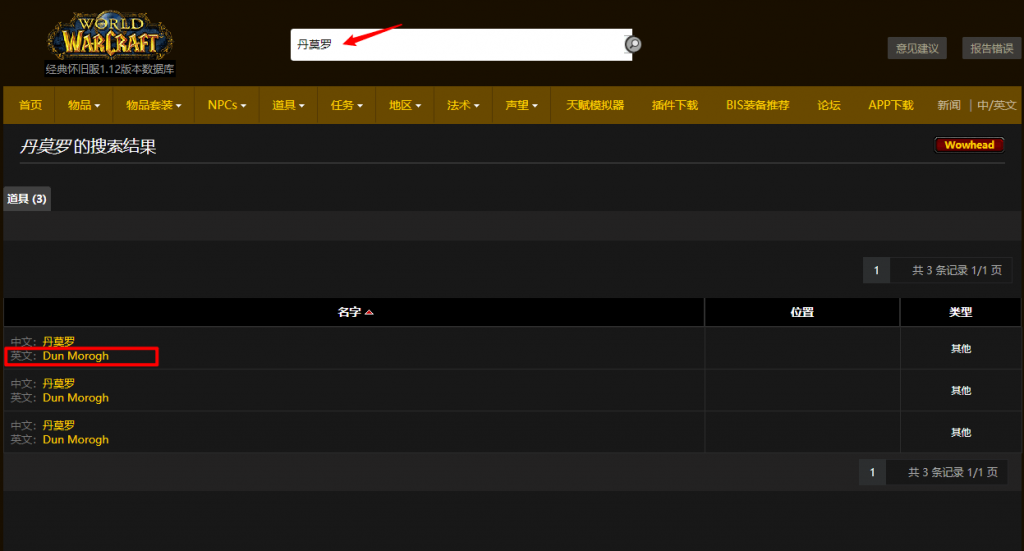 WORLD
WARCRAFT
经典怀旧服1.12版本数据库
丹莫罗
意见建议 报告错误
首页 物品 物品套装 NPCs 道具 任务 地区 法术 声望 天赋模拟器 插件下载 BIS装备推荐 论坛 APP下载 新闻 | 中/英文
丹莫罗 的搜索结果
Wowhead
道具 (3)
1 共 3 条记录 1/1 页
名字 位置 类型
中文: 丹莫罗
英文: Dun Morogh
其他
中文: 丹莫罗
英文: Dun Morogh
其他
中文: 丹莫罗
英文: Dun Morogh
其他
1 共 3 条记录 1/1 页